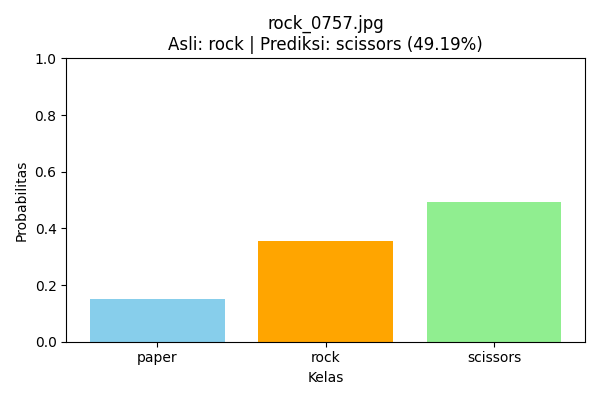 rock_0757.jpg
Asli: rock | Prediksi: scissors (49.19%)
1.0
0.8
0.6
0.4
0.2
0.0
Probabilitas
paper rock scissors
Kelas